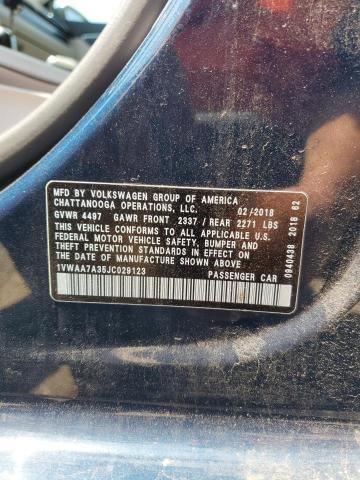 MFD BY VOLKSWAGEN GROUP OF AMERICA
CHATTANOOGA OPERATIONS, LLC. 02/2018
GVWR 4497 GAWR FRONT 2337 / REAR 2271 LBS
THIS VEHICLE CONFORMS TO ALL APPLICABLE U.S.
FEDERAL MOTOR VEHICLE SAFETY, BUMPER AND
THEFT PREVENTION STANDARDS IN EFFECT ON
THE DATE OF MANUFACTURE SHOWN ABOVE
1VWAA7A35JC029123 PASSENGER CAR
0940438 2018 62